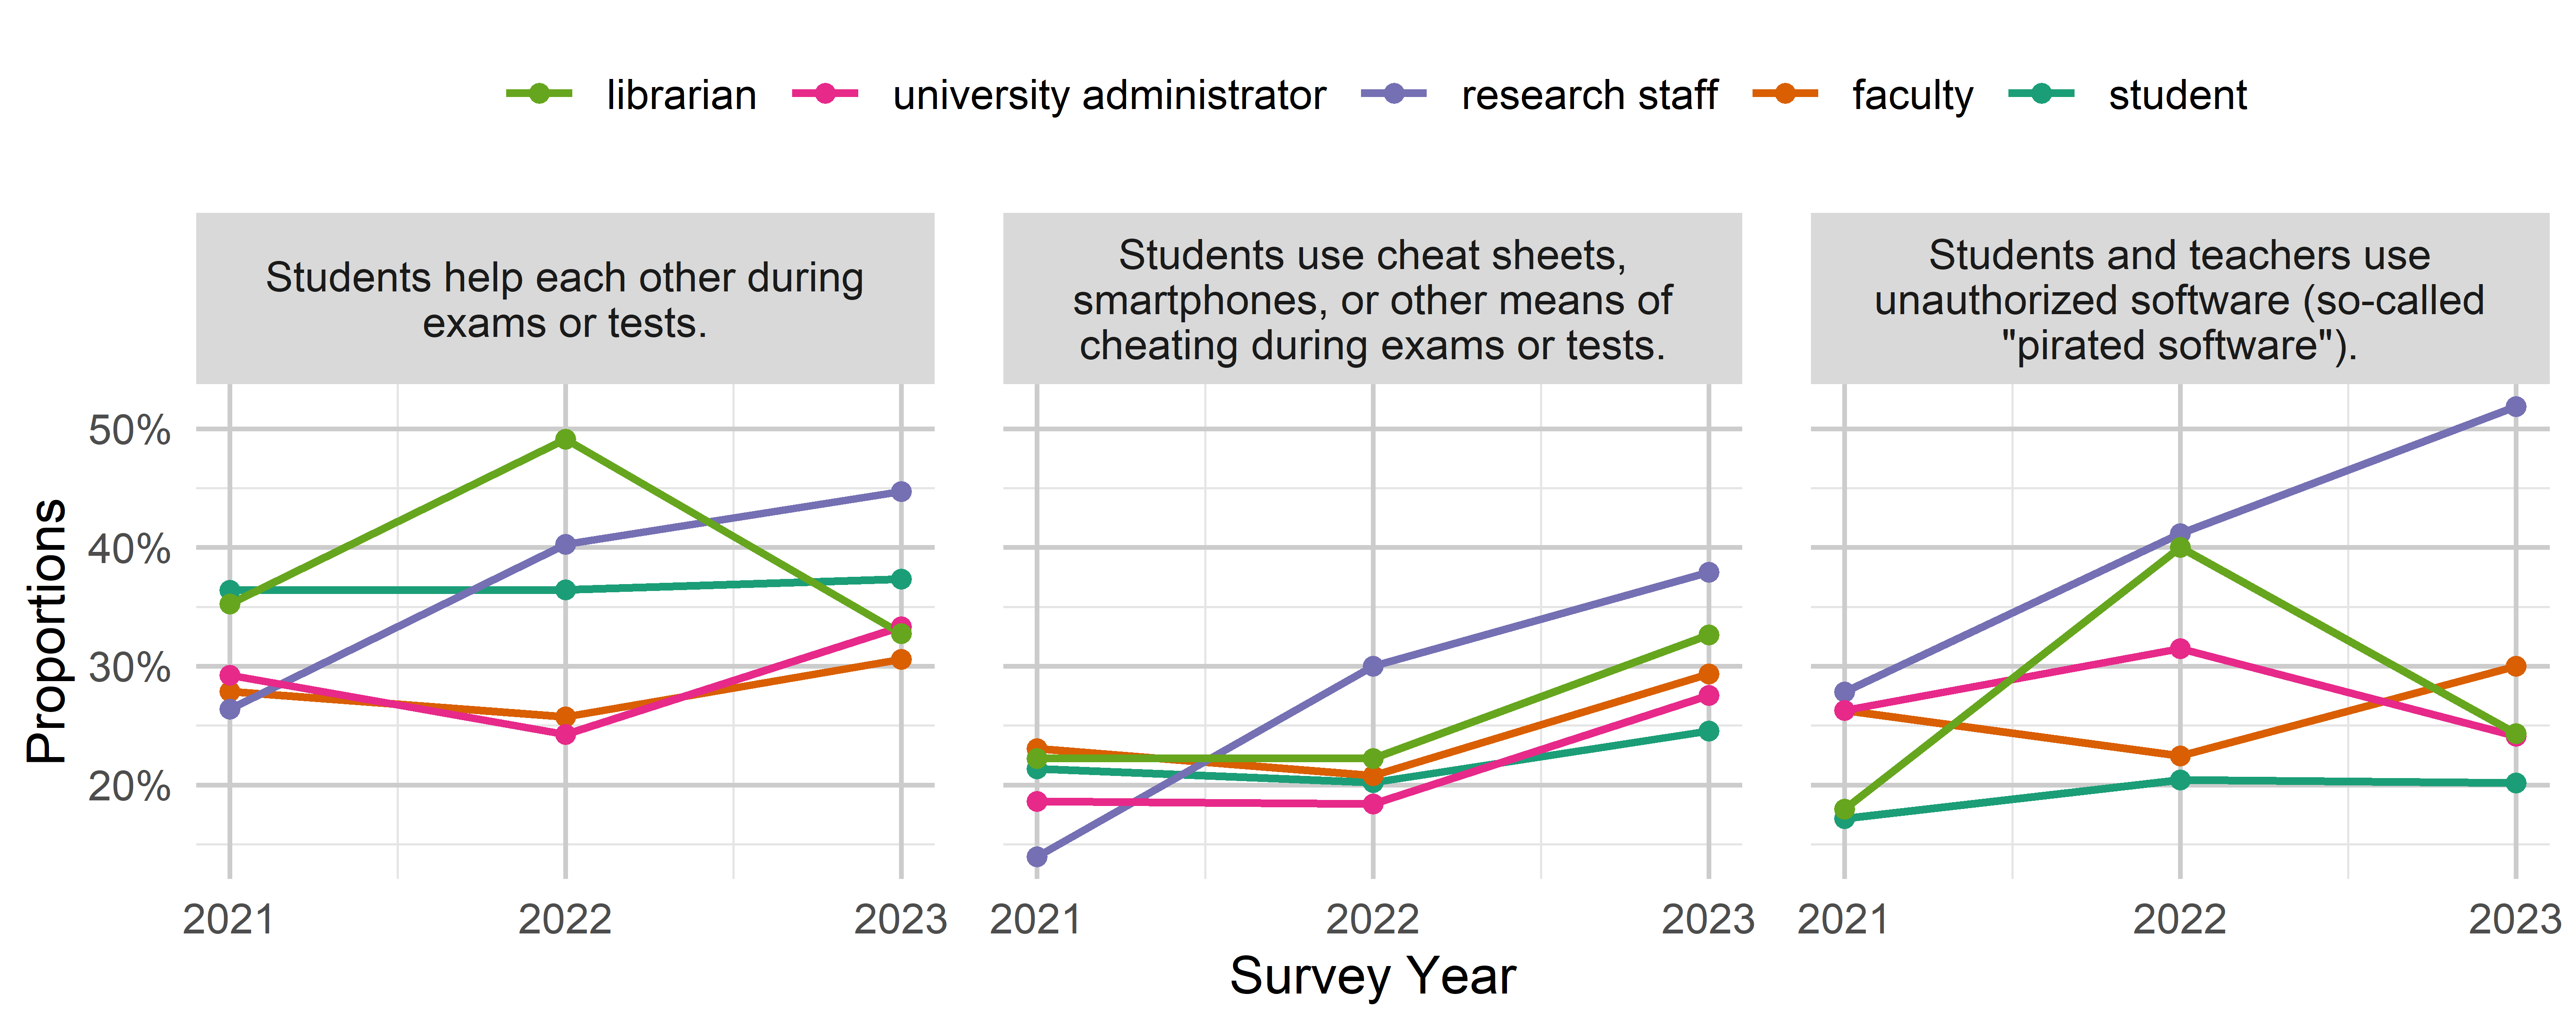 librarian university administrator research staff faculty student
Students help each other during
exams or tests.
Students use cheat sheets,
smartphones, or other means of
cheating during exams or tests.
Students and teachers use
unauthorized software (so-called
"pirated software").
Proportions
50%
40%
30%
20%
2021 2022 2023
2021 2022 2023
2021 2022 2023
Survey Year